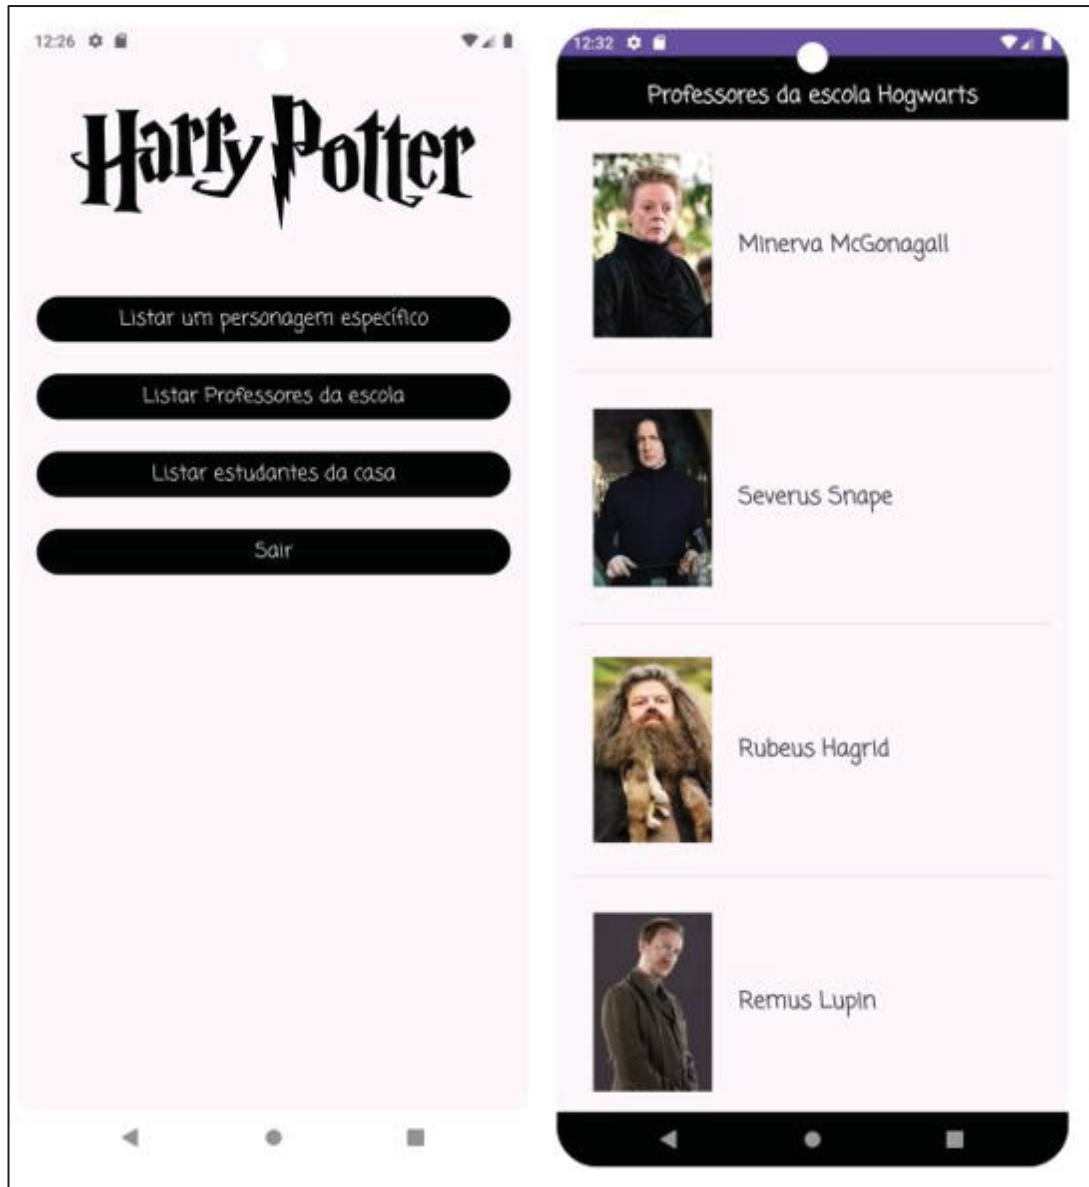 12:26
Harry Potter
Listar um personagem específico
Listar Professores da escola
Listar estudantes da casa
Sair
12:32
Professores da escola Hogwarts
Minerva McGonagall
Severus Snape
Rubeus Hagrid
Remus Lupin